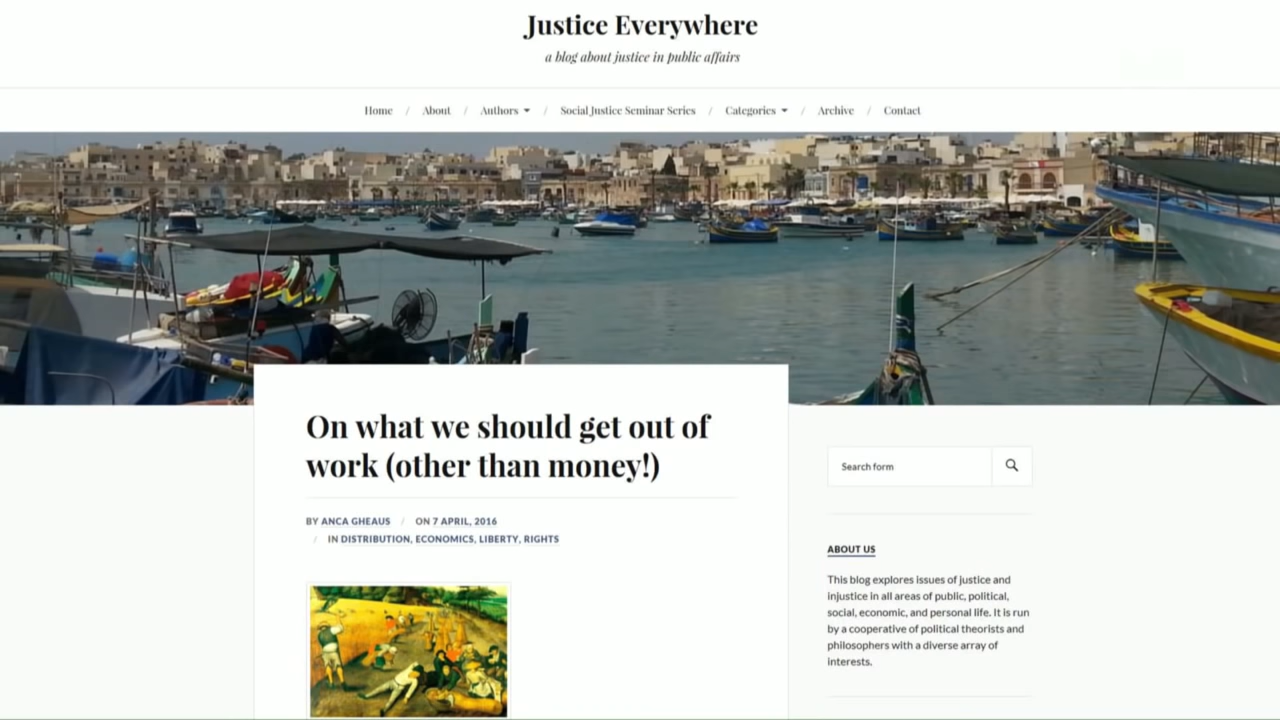 Justice Everywhere
a blog about justice in public affairs
Home / About / Authors / Social Justice Seminar Series / Categories / Archive / Contact
On what we should get out of
work (other than money!)
BY ANCA GHEAUS / ON 7 APRIL, 2016
/ IN DISTRIBUTION, ECONOMICS, LIBERTY, RIGHTS
Search form
ABOUT US
This blog explores issues of justice and
injustice in all areas of public, political,
social, economic, and personal life. It is run
by a cooperative of political theorists and
philosophers with a diverse array of
interests.